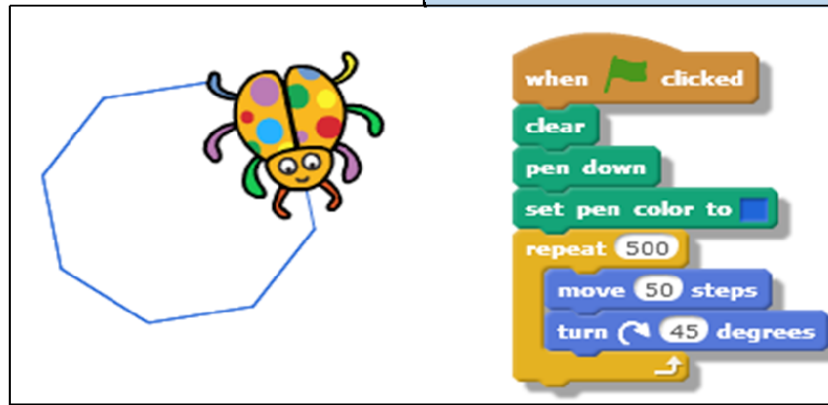 when clicked
clear
pen down
set pen color to
repeat 500
move 50 steps
turn 45 degrees